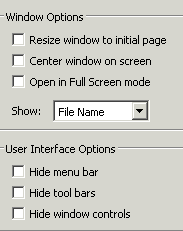 Window Options
Resize window to initial page
Center window on screen
Open in Full Screen mode
Show: File Name
User Interface Options
Hide menu bar
Hide tool bars
Hide window controls